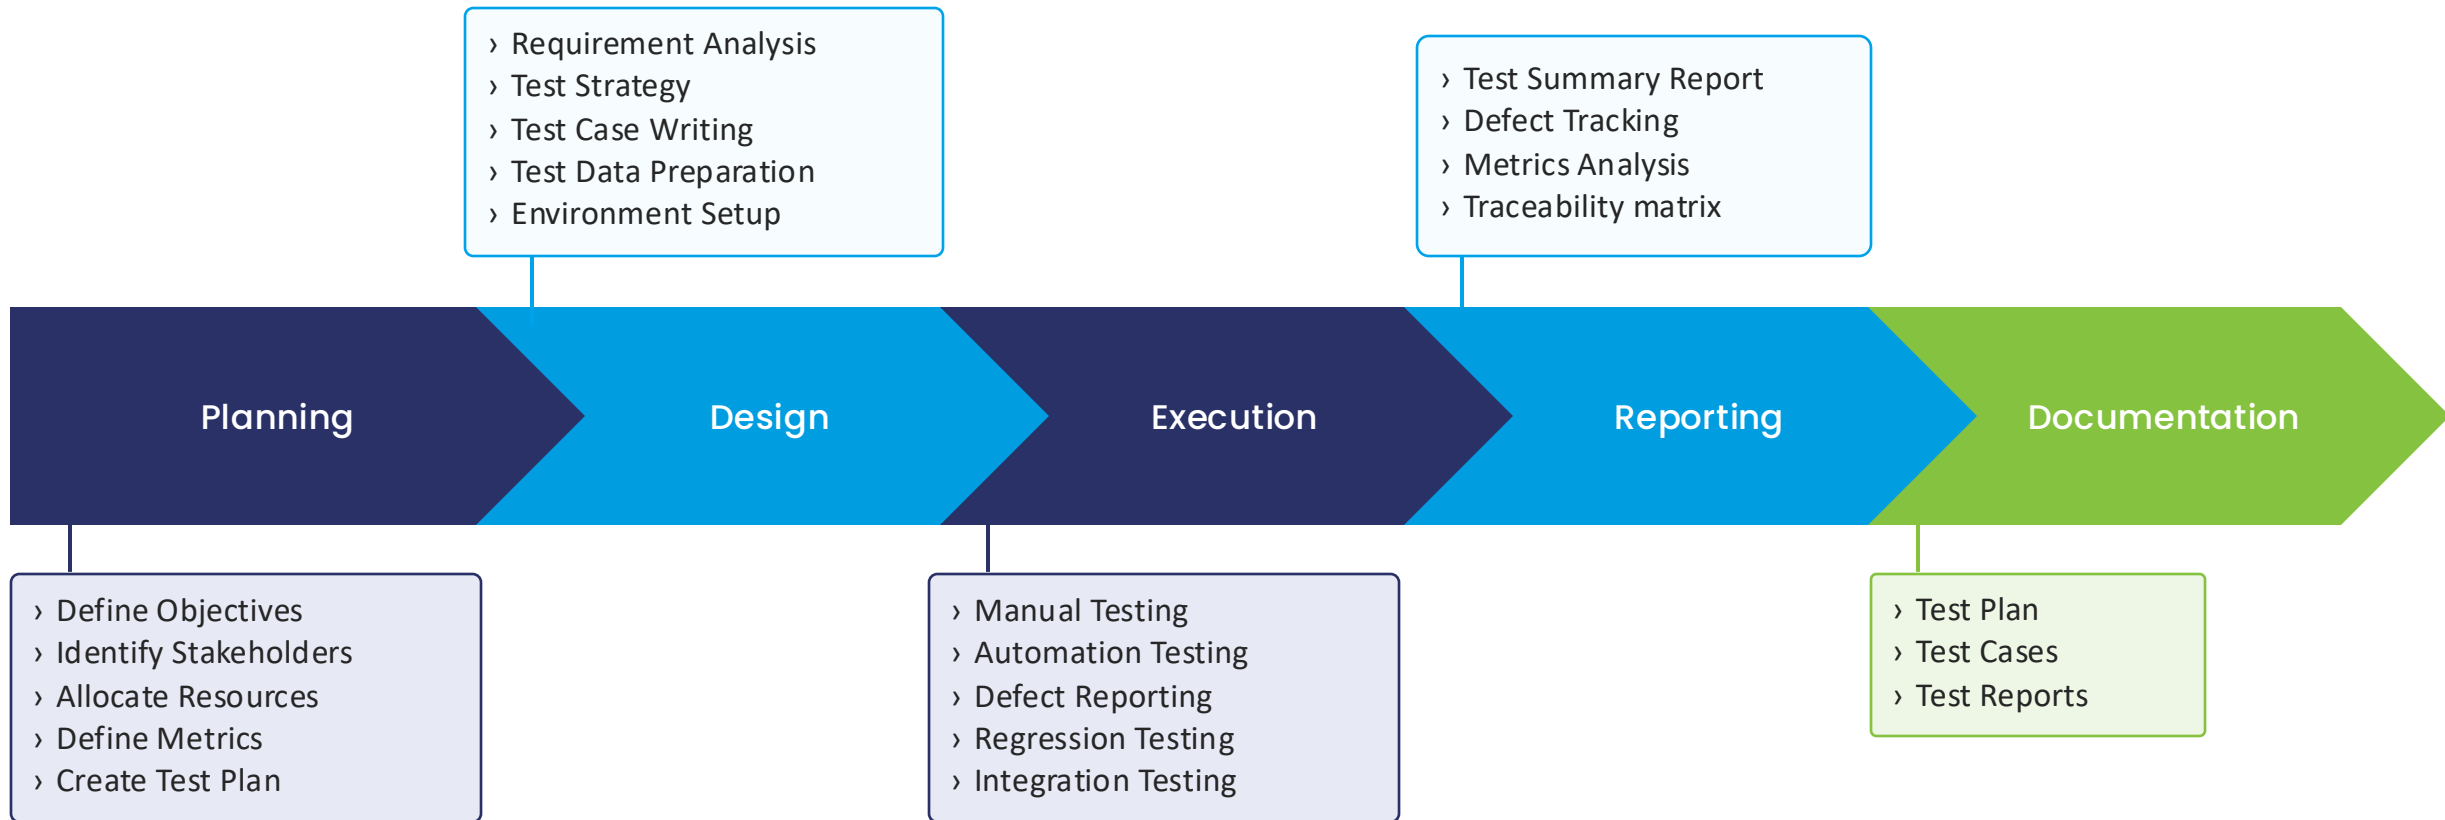 › Requirement Analysis
› Test Strategy
› Test Case Writing
› Test Data Preparation
› Environment Setup
› Test Summary Report
› Defect Tracking
› Metrics Analysis
› Traceability matrix
Planning
Design
Execution
Reporting
Documentation
› Define Objectives
› Identify Stakeholders
› Allocate Resources
› Define Metrics
› Create Test Plan
› Manual Testing
› Automation Testing
› Defect Reporting
› Regression Testing
› Integration Testing
› Test Plan
› Test Cases
› Test Reports